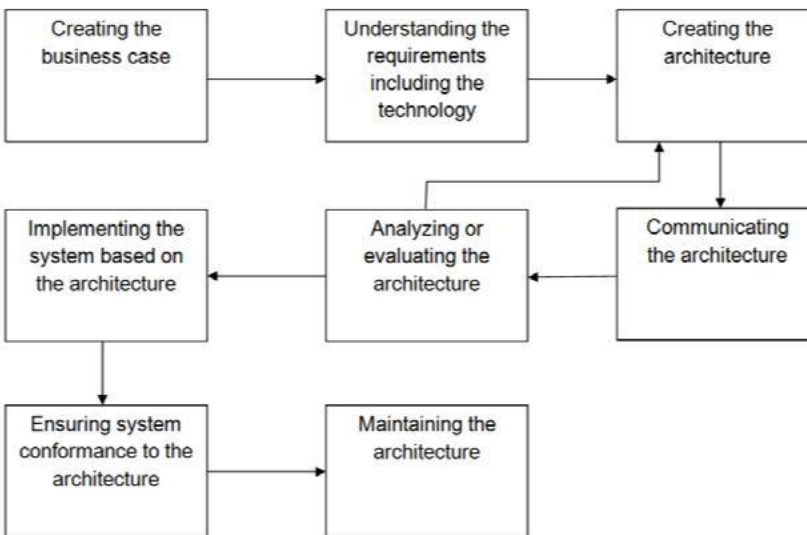 Creating the
business case
Understanding the
requirements
including the
technology
Creating the
architecture
Implementing the
system based on
the architecture
Analyzing or
evaluating the
architecture
Communicating
the architecture
Ensuring system
conformance to the
architecture
Maintaining the
architecture